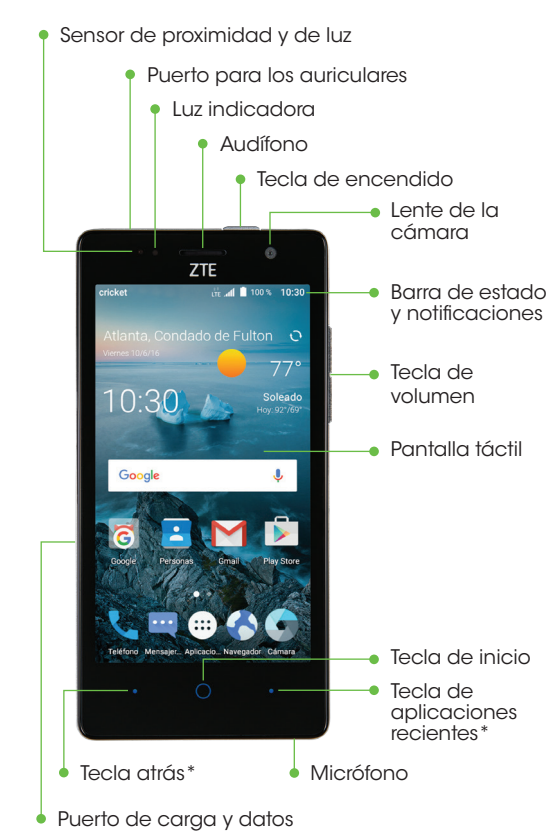 Sensor de proximidad y de luz
Puerto para los auriculares
Luz indicadora
Audífono
Tecla de encendido
Lente de la
cámara
ZTE
cricket
LTE
100 %
10:30
Barra de estado
y notificaciones
Atlanta, Condado de Fulton
Viernes 10/6/16
77°
10:30
Soleado
Hoy: 92°/69°
Tecla de
volumen
Pantalla táctil
Google
Google
Personas
Gmail
Play Store
Teléfono
Mensajer...
Aplicacio...
Navegador
Cámara
Tecla de inicio
Tecla de
aplicaciones
recientes*
Tecla atrás*
Micrófono
Puerto de carga y datos